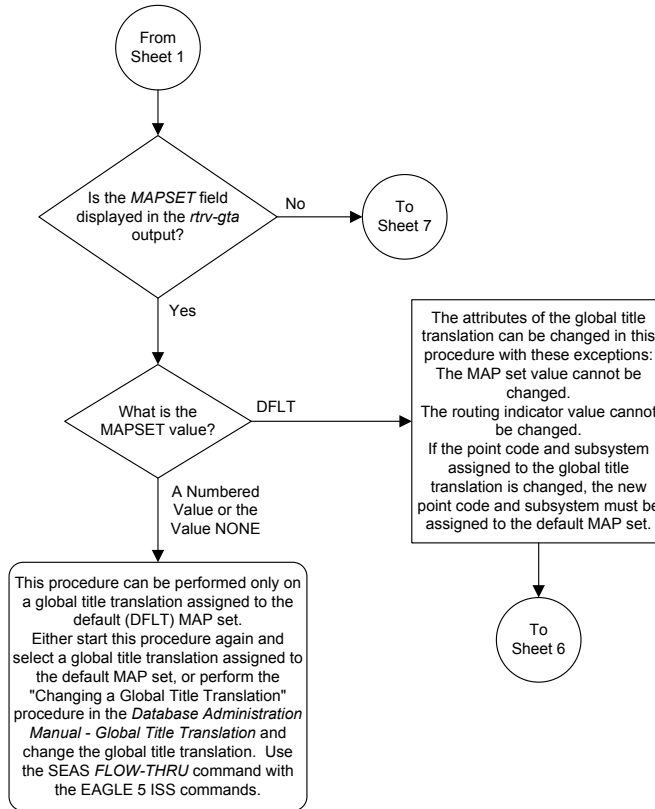 From
Sheet 1
Is the MAPSET field
displayed in the rtrv-gta
output?
No
To
Sheet 7
Yes
What is the
MAPSET value?
DFLT
The attributes of the global title
translation can be changed in this
procedure with these exceptions:
The MAP set value cannot be
changed.
The routing indicator value cannot
be changed.
If the point code and subsystem
assigned to the global title
translation is changed, the new
point code and subsystem must be
assigned to the default MAP set.
To
Sheet 6
A Numbered
Value or the
Value NONE
This procedure can be performed only on
a global title translation assigned to the
default (DFLT) MAP set.
Either start this procedure again and
select a global title translation assigned to
the default MAP set, or perform the
"Changing a Global Title Translation"
procedure in the Database Administration
Manual - Global Title Translation and
change the global title translation. Use
the SEAS FLOW-THRU command with
the EAGLE 5 ISS commands.